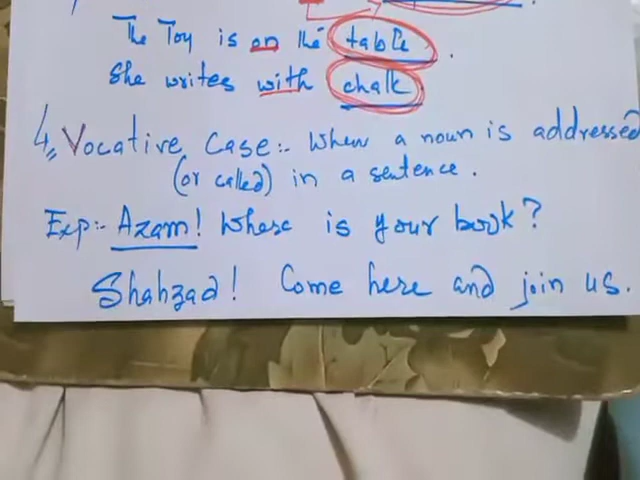 The Toy is on the table.
She writes with chalk.
4, Vocative Case:- When a noun is addressed
(or called) in a sentence.
Exp:- Azam! Where is your book?
Shahzad! Come here and join us.